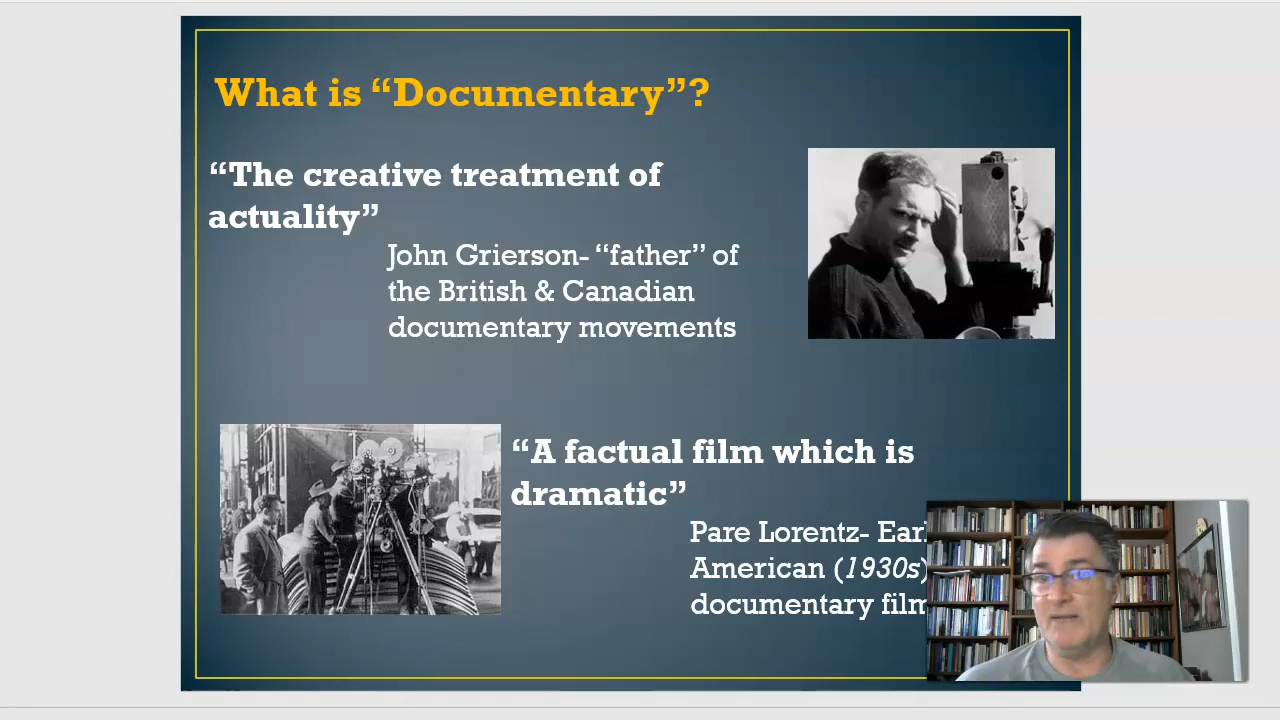 What is “Documentary”?
“The creative treatment of
actuality”
John Grierson- “father” of
the British & Canadian
documentary movements
“A factual film which is
dramatic”
Pare Lorentz-
American (1930s)
documentary